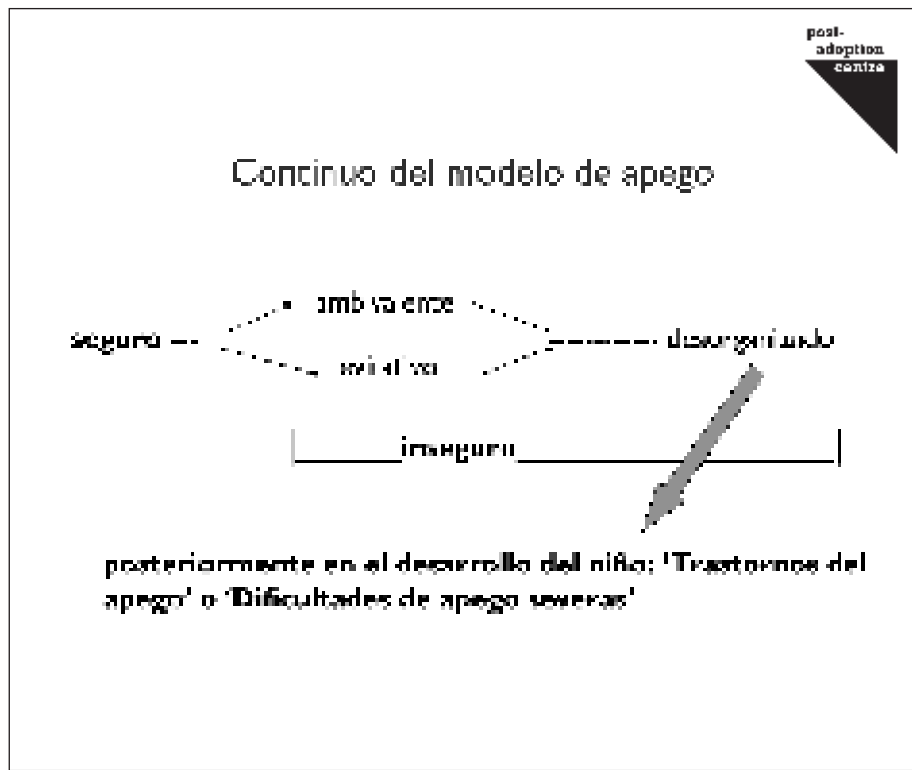 post-
adoption
centre
Continuo del modelo de apego
ambivalente
seguro
desorganizado
evitativo
inseguro
posteriormente en el desarrollo del niño: 'Trastornos del
apego' o 'Dificultades de apego severas'